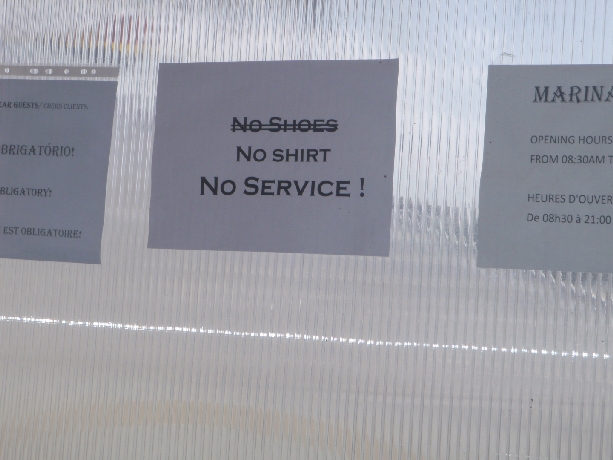 EAR GUESTS/ CHERS CLIENTS
BRIGATÓRIO!
BLIGATORY!
EST OBLIGATOIRE!
No Shoes
No shirt
No Service !
MARINA
OPENING HOURS
FROM 08:30AM T
HEURES D'OUVER
De 08h30 à 21:00